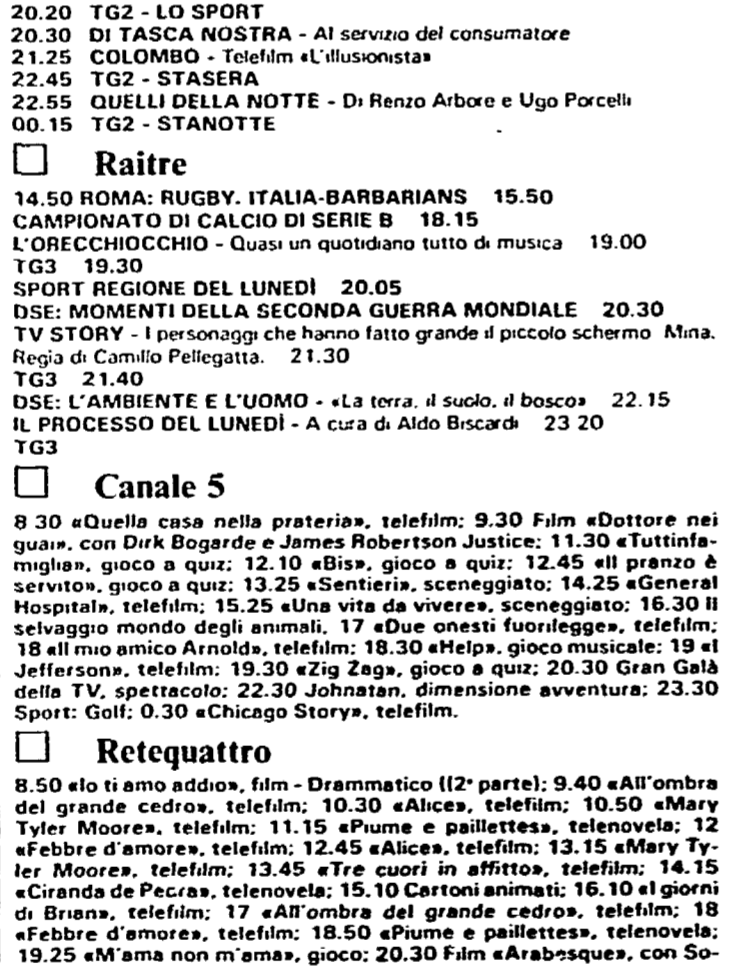 20.20 TG2 - LO SPORT
20.30 DI TASCA NOSTRA - Al servizio del consumatore
21.25 COLOMBO - Telefilm «L'illusionista»
22.45 TG2 - STASERA
22.55 QUELLI DELLA NOTTE - Di Renzo Arbore e Ugo Porcelli
00.15 TG2 - STANOTTE
Raitre
14.50 ROMA: RUGBY. ITALIA-BARBARIANS 15.50
CAMPIONATO DI CALCIO DI SERIE B 18.15
L'ORECCHIOCCHIO - Quasi un quotidiano tutto di musica 19.00
TG3 19.30
SPORT REGIONE DEL LUNEDÌ 20.05
DSE: MOMENTI DELLA SECONDA GUERRA MONDIALE 20.30
TV STORY - I personaggi che hanno fatto grande il piccolo schermo Mina.
Regia di Camillo Pellegatta. 21.30
TG3 21.40
DSE: L'AMBIENTE E L'UOMO - «La terra, il suolo, il bosco» 22.15
IL PROCESSO DEL LUNEDÌ - A cura di Aldo Biscardi 23 20
TG3
Canale 5
8 30 «Quella casa nella prateria», telefilm; 9.30 Film «Dottore nei
guai», con Dirk Bogarde e James Robertson Justice; 11.30 «Tuttinfa-
miglia», gioco a quiz; 12.10 «Bis», gioco a quiz; 12.45 «Il pranzo è
servito», gioco a quiz; 13.25 «Sentieri», sceneggiato; 14.25 «General
Hospital», telefilm; 15.25 «Una vita da vivere», sceneggiato; 16.30 Il
selvaggio mondo degli animali, 17 «Due onesti fuorilegge», telefilm;
18 «Il mio amico Arnold», telefilm; 18.30 «Help», gioco musicale; 19 «I
Jefferson», telefilm; 19.30 «Zig Zag», gioco a quiz; 20.30 Gran Galà
della TV, spettacolo; 22.30 Johnatan, dimensione avventura; 23.30
Sport: Golf; 0.30 «Chicago Story», telefilm.
Retequattro
8.50 «Io ti amo addio», film - Drammatico ((2ª parte); 9.40 «All'ombra
del grande cedro», telefilm; 10.30 «Alice», telefilm; 10.50 «Mary
Tyler Moore», telefilm; 11.15 «Piume e paillettes», telenovela; 12
«Febbre d'amore», telefilm; 12.45 «Alice», telefilm; 13.15 «Mary Ty-
ler Moore», telefilm; 13.45 «Tre cuori in affitto», telefilm; 14.15
«Ciranda de Pecra», telenovela; 15.10 Cartoni animati; 16.10 «I giorni
di Brian», telefilm; 17 «All'ombra del grande cedro», telefilm; 18
«Febbre d'amore», telefilm; 18.50 «Piume e paillettes», telenovela;
19.25 «M'ama non m'ama», gioco; 20.30 Film «Arabesque», con So-